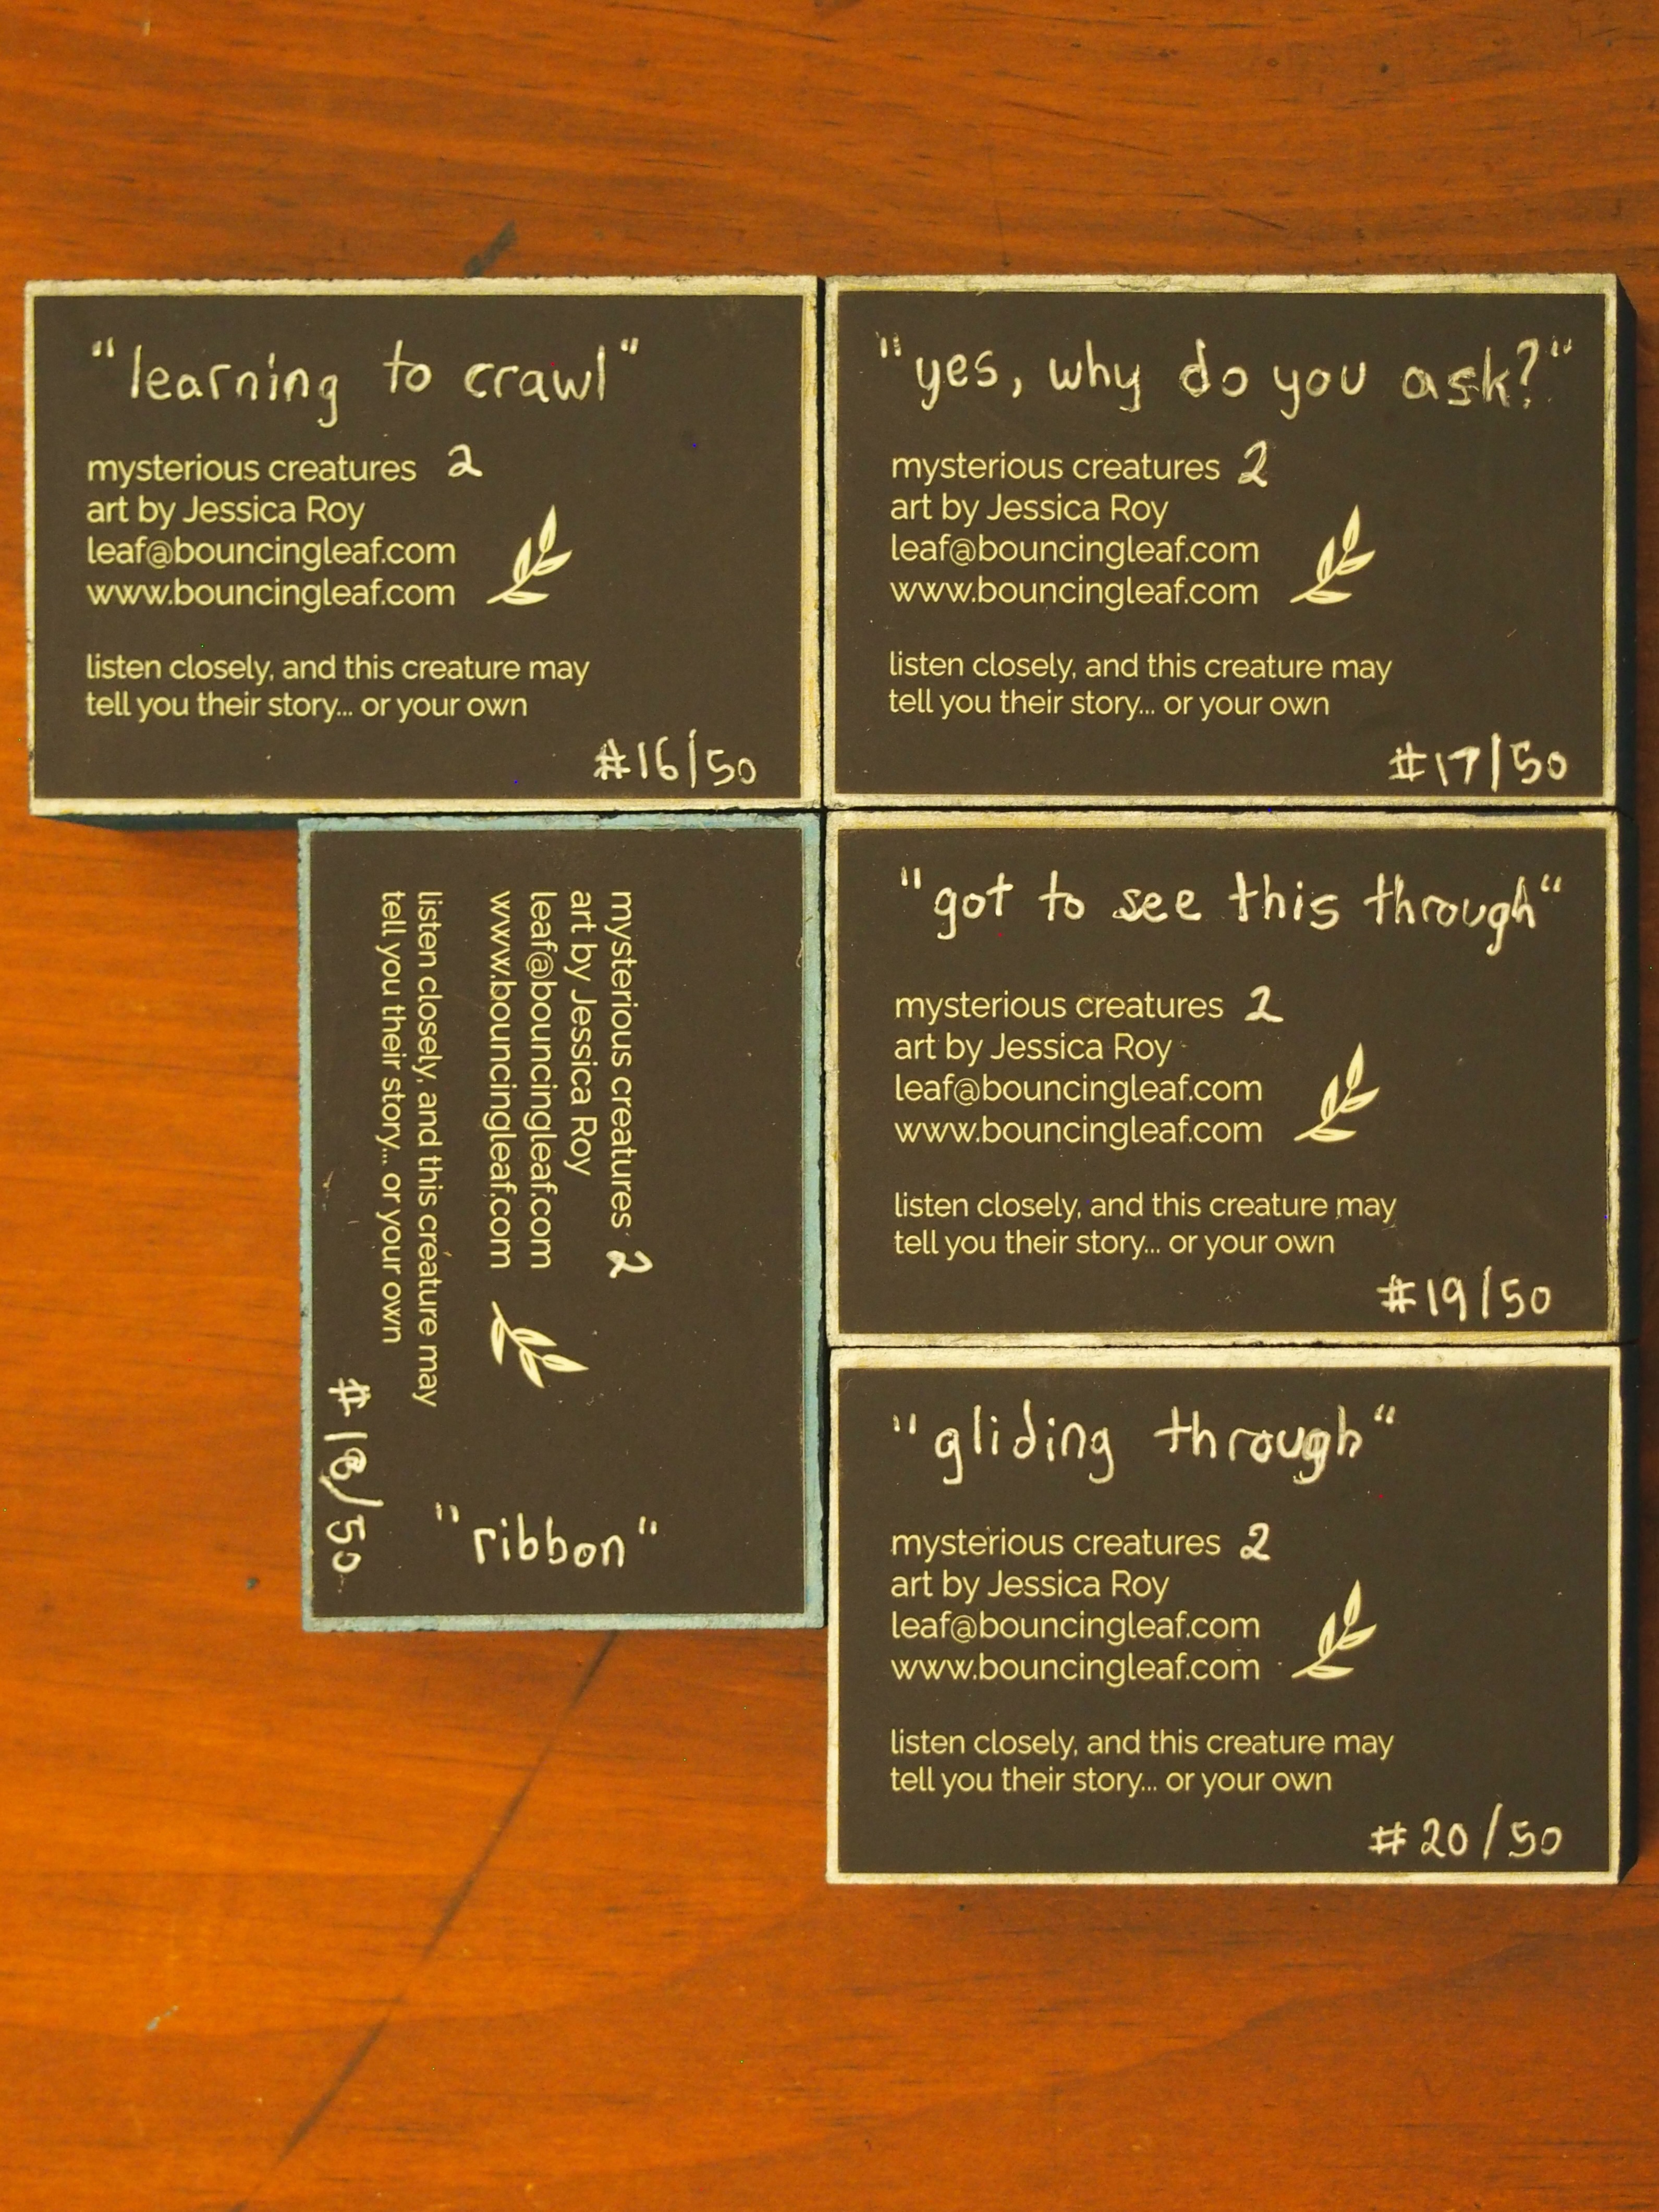 "learning to crawl"
mysterious creatures 2
art by Jessica Roy
leaf@bouncingleaf.com
www.bouncingleaf.com
listen closely, and this creature may
tell you their story... or your own
#16/50
"yes, why do you ask?"
mysterious creatures 2
art by Jessica Roy
leaf@bouncingleaf.com
www.bouncingleaf.com
listen closely, and this creature may
tell you their story... or your own
#17/50
mysterious creatures 2
art by Jessica Roy
leaf@bouncingleaf.com
www.bouncingleaf.com
listen closely, and this creature may
tell you their story... or your own
#18/50
"ribbon"
"got to see this through"
mysterious creatures 2
art by Jessica Roy
leaf@bouncingleaf.com
www.bouncingleaf.com
listen closely, and this creature may
tell you their story... or your own
#19/50
"gliding through"
mysterious creatures 2
art by Jessica Roy
leaf@bouncingleaf.com
www.bouncingleaf.com
listen closely, and this creature may
tell you their story... or your own
#20/50